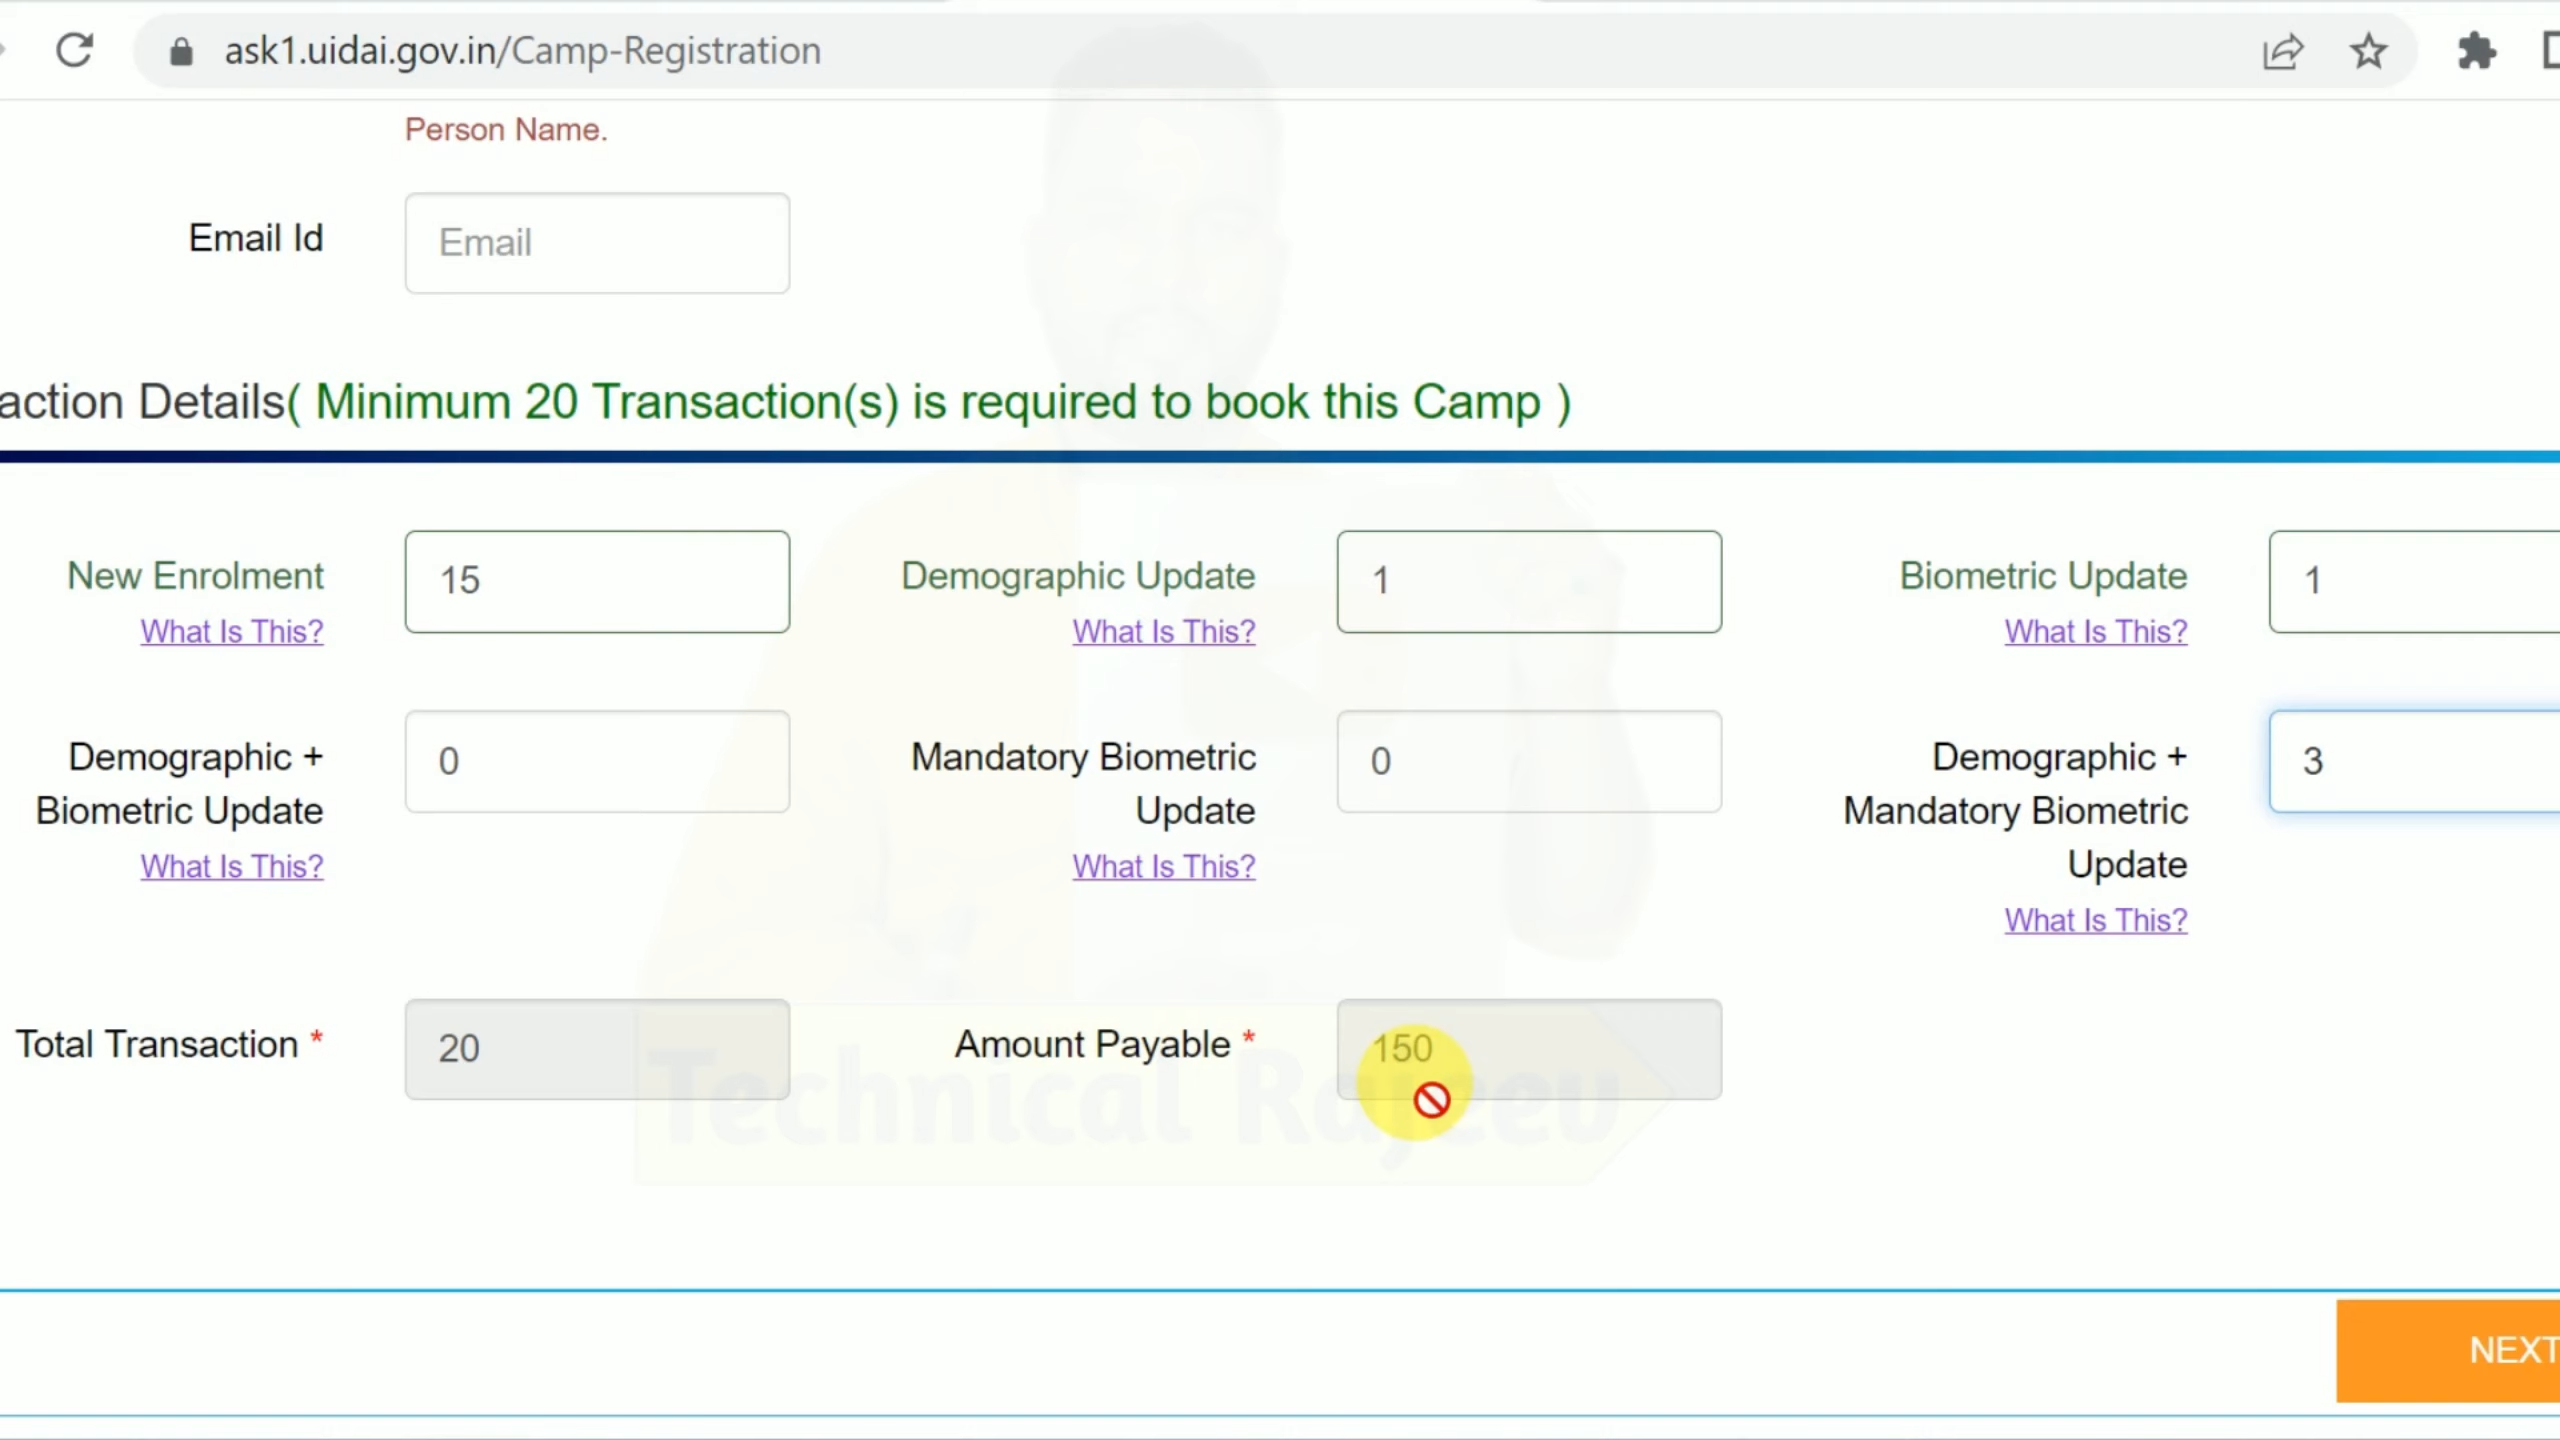 ask1.uidai.gov.in/Camp-Registration
Person Name.
Email Id
Email
action Details( Minimum 20 Transaction(s) is required to book this Camp )
New Enrolment
15
Demographic Update
1
Biometric Update
1
What Is This?
What Is This?
What Is This?
Demographic +
Biometric Update
0
What Is This?
Mandatory Biometric
Update
0
What Is This?
Demographic +
Mandatory Biometric
Update
3
What Is This?
Total Transaction *
20
Amount Payable *
150
Technical Rajeev
NEXT